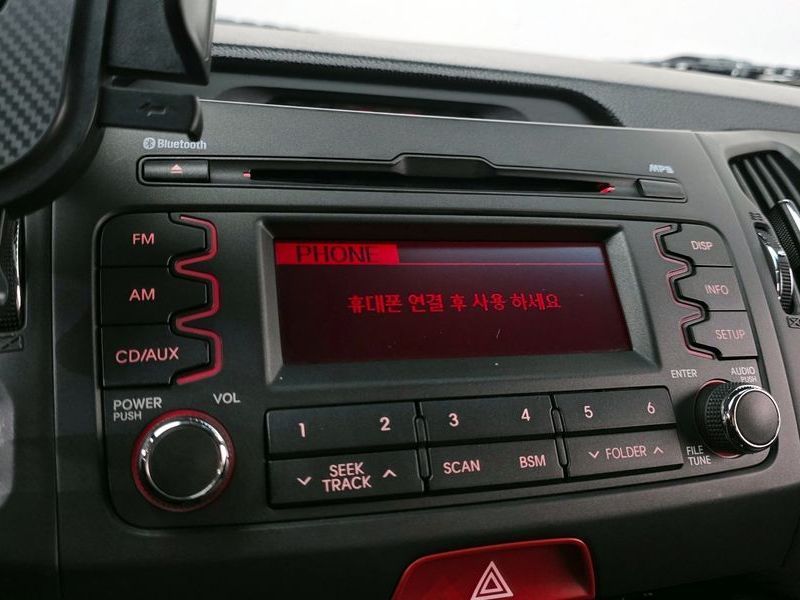 Bluetooth
MP3
FM
AM
CD/AUX
PHONE
휴대폰 연결 후 사용 하세요
DISP
INFO
SETUP
POWER
PUSH
VOL
1
2
3
4
5
6
SEEK
TRACK
SCAN
BSM
FOLDER
ENTER
AUDIO
PUSH
FILE
TUNE